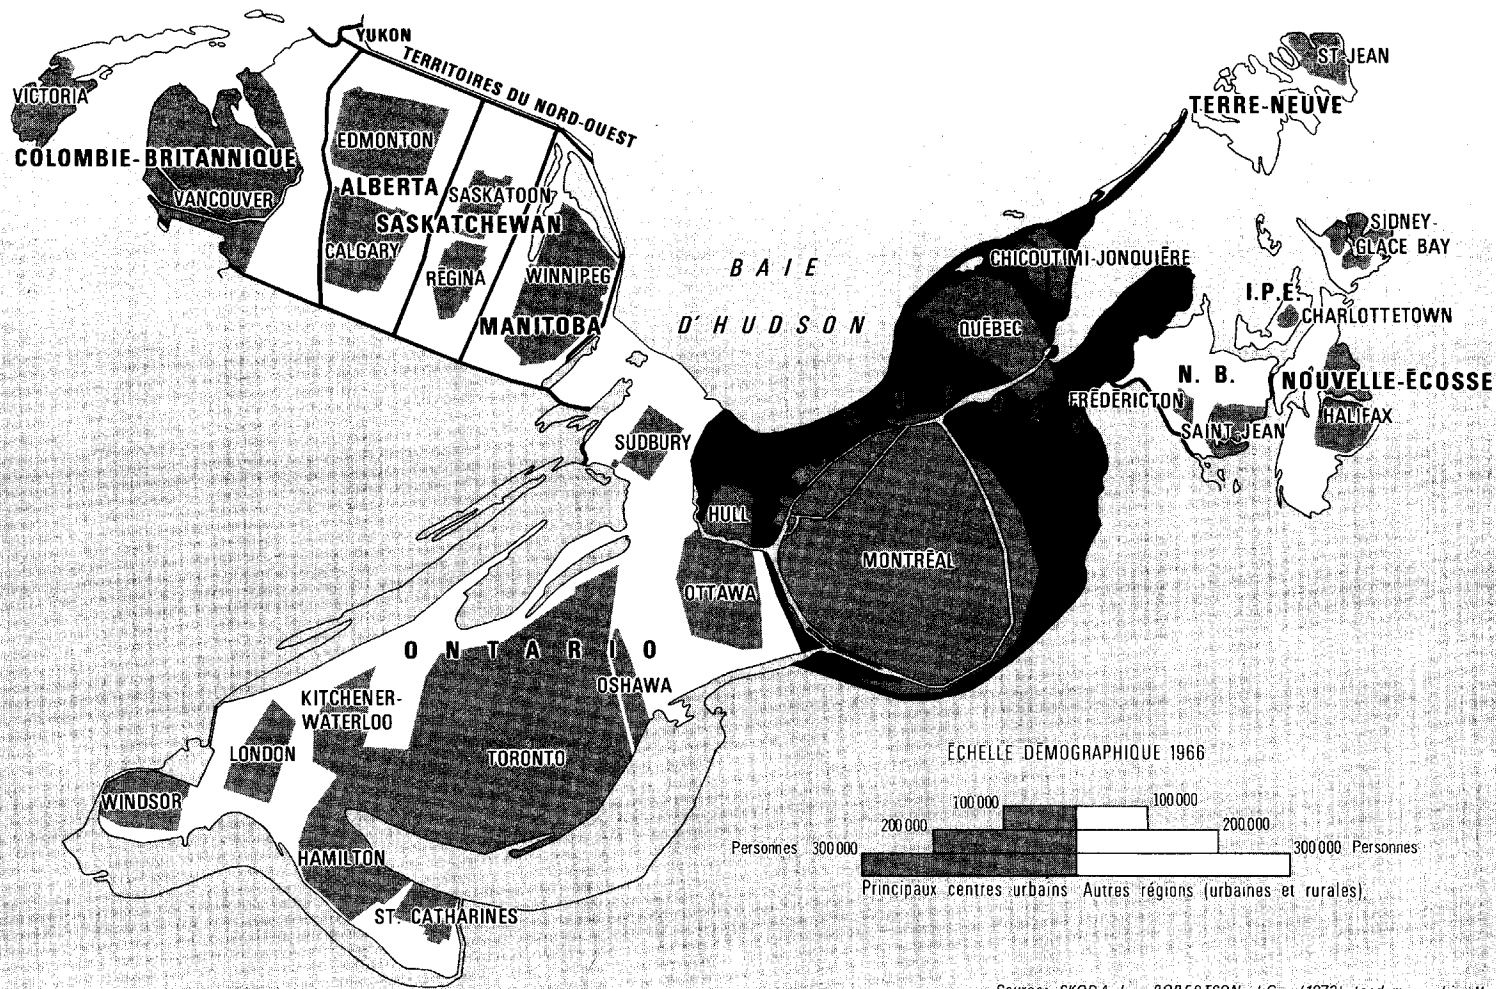 YUKON
TERRITOIRES DU NORD-OUEST
ST-JEAN
VICTORIA
TERRE-NEUVE
EDMONTON
COLOMBIE-BRITANNIQUE
ALBERTA
SASKATOON
VANCOUVER
SASKATCHEWAN
SIDNEY-
GLACE BAY
CALGARY
RÉGINA
WINNIPEG
BAIE
D'HUDSON
CHICOUTIMI-JONQUIÈRE
I.P.E.
CHARLOTTETOWN
MANITOBA
QUÉBEC
N. B.
NOUVELLE-ÉCOSSE
FRÉDÉRICTON
HALIFAX
SAINT-JEAN
SUDBURY
HULL
MONTRÉAL
OTTAWA
ONTARIO
OSHAWA
KITCHENER-
WATERLOO
LONDON
TORONTO
WINDSOR
HAMILTON
ST. CATHARINES
ÉCHELLE DÉMOGRAPHIQUE 1966
100 000 100 000
200 000 200 000
Personnes 300 000 300 000 Personnes
Principaux centres urbains Autres régions (urbaines et rurales)